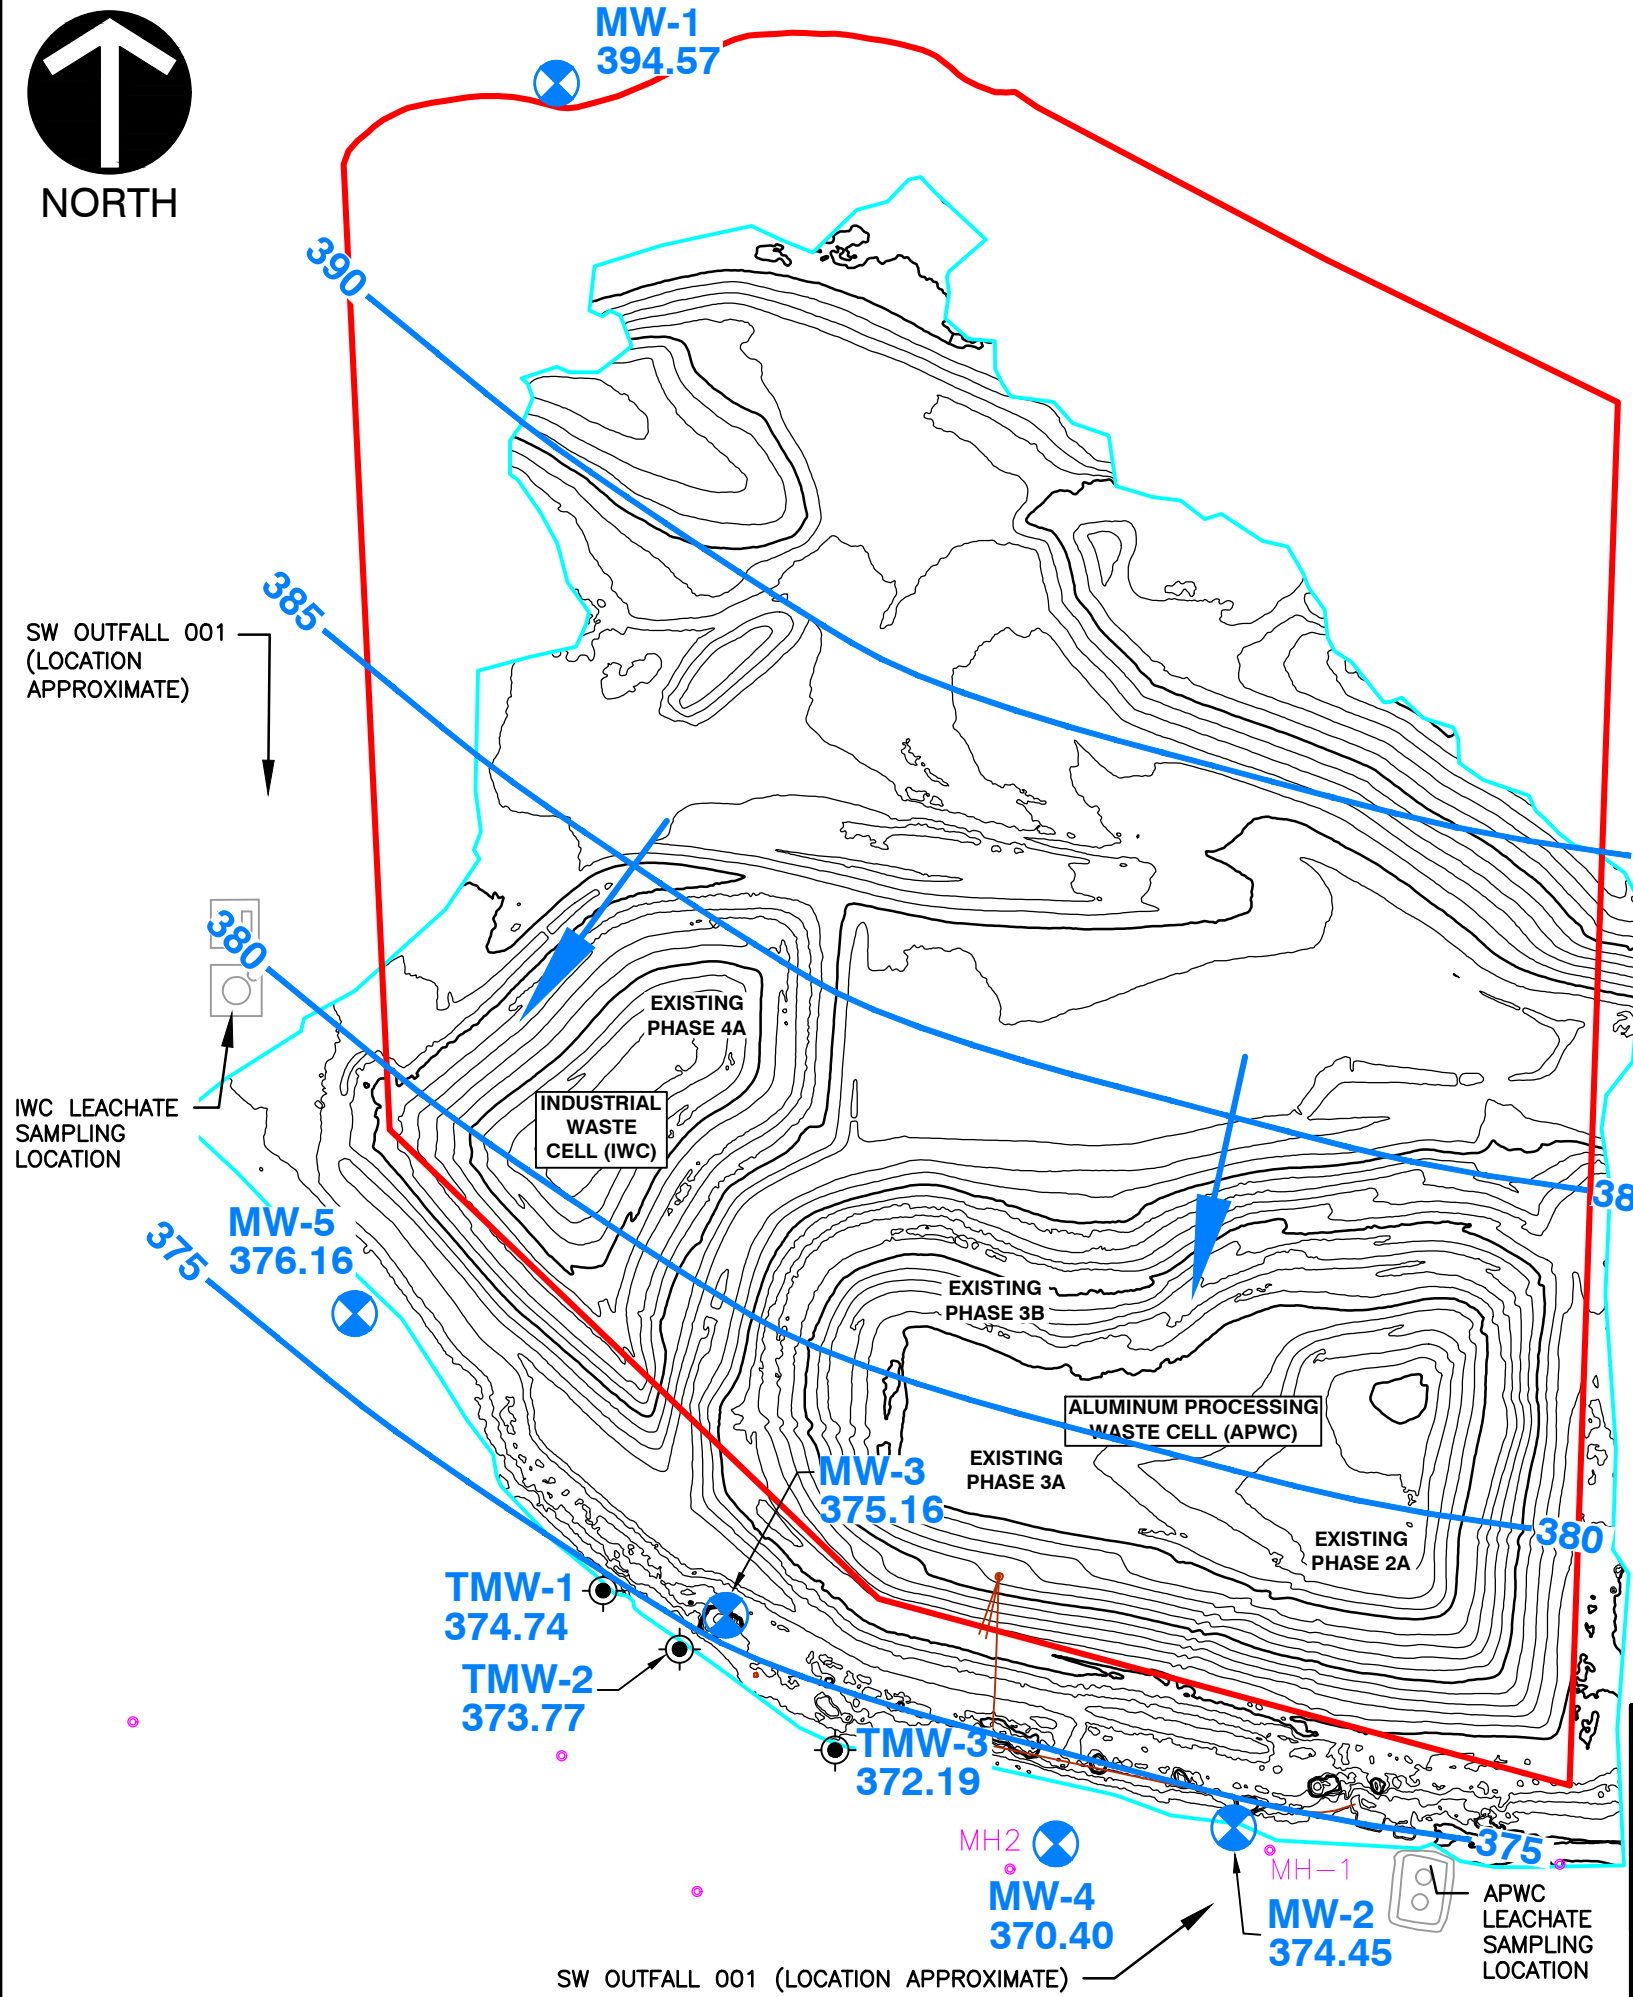 MW-1
394.57
NORTH
390
385
SW OUTFALL 001
(LOCATION
APPROXIMATE)
380
EXISTING
PHASE 4A
INDUSTRIAL
WASTE
CELL (IWC)
IWC LEACHATE
SAMPLING
LOCATION
38
MW-5
376.16
375
EXISTING
PHASE 3B
ALUMINUM PROCESSING
WASTE CELL (APWC)
EXISTING
PHASE 3A
MW-3
375.16
380
EXISTING
PHASE 2A
TMW-1
374.74
TMW-2
373.77
TMW-3
372.19
MH2
375
MH-1
MW-4
370.40
MW-2
374.45
APWC
LEACHATE
SAMPLING
LOCATION
SW OUTFALL 001 (LOCATION APPROXIMATE)